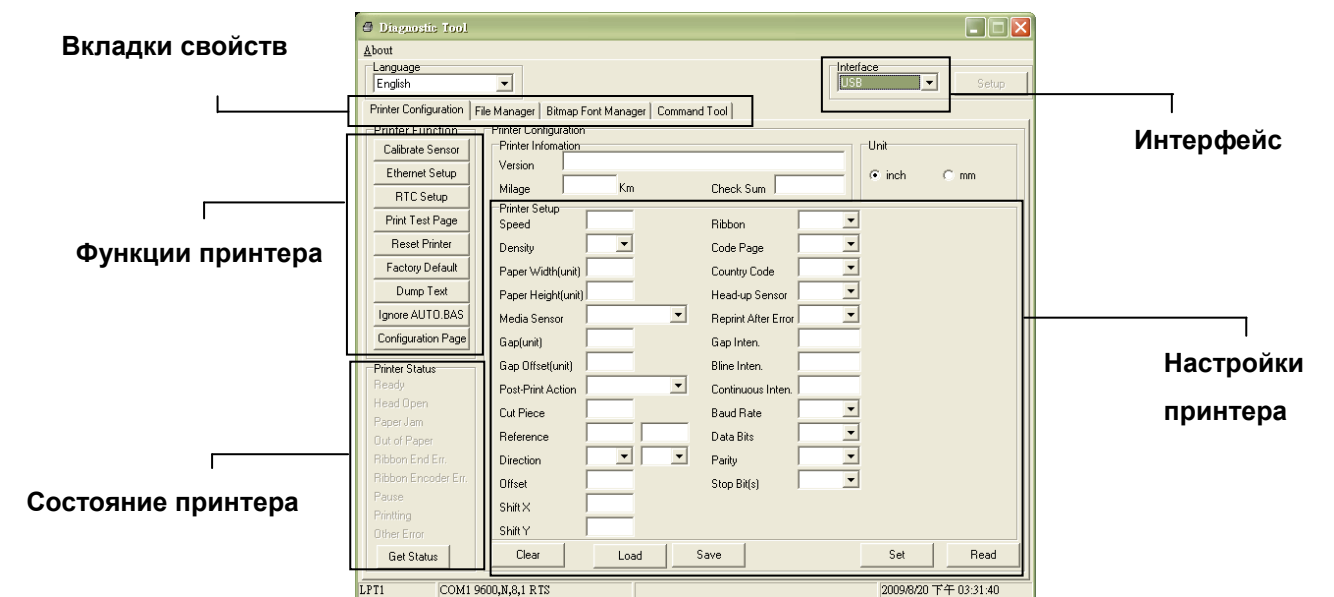 Вкладки свойств
Функции принтера
Состояние принтера
Интерфейс
Настройки
принтера
Diagnostic Tool
About
Language
English
Interface
USB
Setup
Printer Configuration File Manager Bitmap Font Manager Command Tool
Printer Function
Calibrate Sensor
Ethernet Setup
RTC Setup
Print Test Page
Reset Printer
Factory Default
Dump Text
Ignore AUTO.BAS
Configuration Page
Printer Status
Ready
Head Open
Paper Jam
Out of Paper
Ribbon End Err.
Ribbon Encoder Err.
Pause
Printting
Other Error
Get Status
Printer Configuration
Printer Infomation
Version
Milage Km Check Sum
Unit
inch mm
Printer Setup
Speed Ribbon
Density Code Page
Paper Width(unit) Country Code
Paper Height(unit) Head-up Sensor
Media Sensor Reprint After Error
Gap(unit) Gap Inten.
Gap Offset(unit) Bline Inten.
Post-Print Action Continuous Inten.
Cut Piece Baud Rate
Reference Data Bits
Direction Parity
Offset Stop Bit(s)
Shift X
Shift Y
Clear Load Save Set Read
LPT1 COM1 9600,N,8,1 RTS 2009/8/20 下午 03:31:40